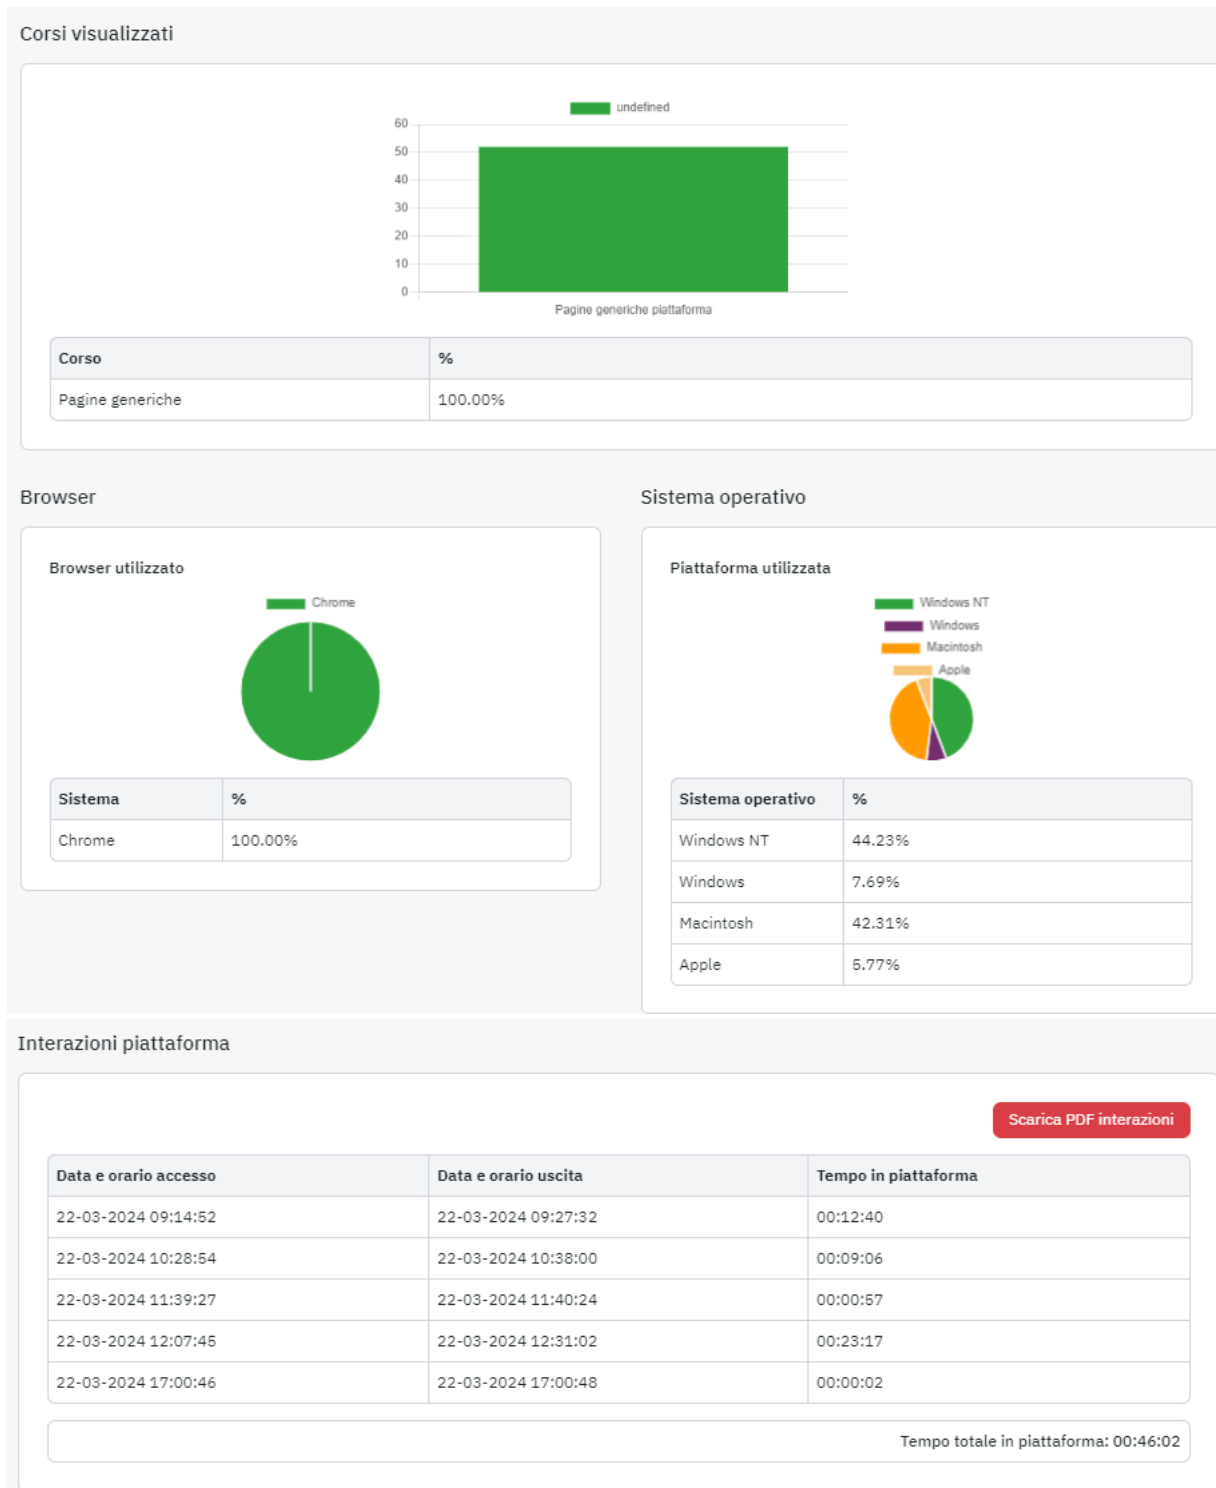 Corsi visualizzati
undefined
60
50
40
30
20
10
0
Pagine generiche piattaforma
Corso %
Pagine generiche 100.00%
Browser
Browser utilizzato
Chrome
Sistema %
Chrome 100.00%
Sistema operativo
Piattaforma utilizzata
Windows NT
Windows
Macintosh
Apple
Sistema operativo %
Windows NT 44.23%
Windows 7.69%
Macintosh 42.31%
Apple 5.77%
Interazioni piattaforma
Scarica PDF interazioni
Data e orario accesso Data e orario uscita Tempo in piattaforma
22-03-2024 09:14:52 22-03-2024 09:27:32 00:12:40
22-03-2024 10:28:54 22-03-2024 10:38:00 00:09:06
22-03-2024 11:39:27 22-03-2024 11:40:24 00:00:57
22-03-2024 12:07:45 22-03-2024 12:31:02 00:23:17
22-03-2024 17:00:46 22-03-2024 17:00:48 00:00:02
Tempo totale in piattaforma: 00:46:02